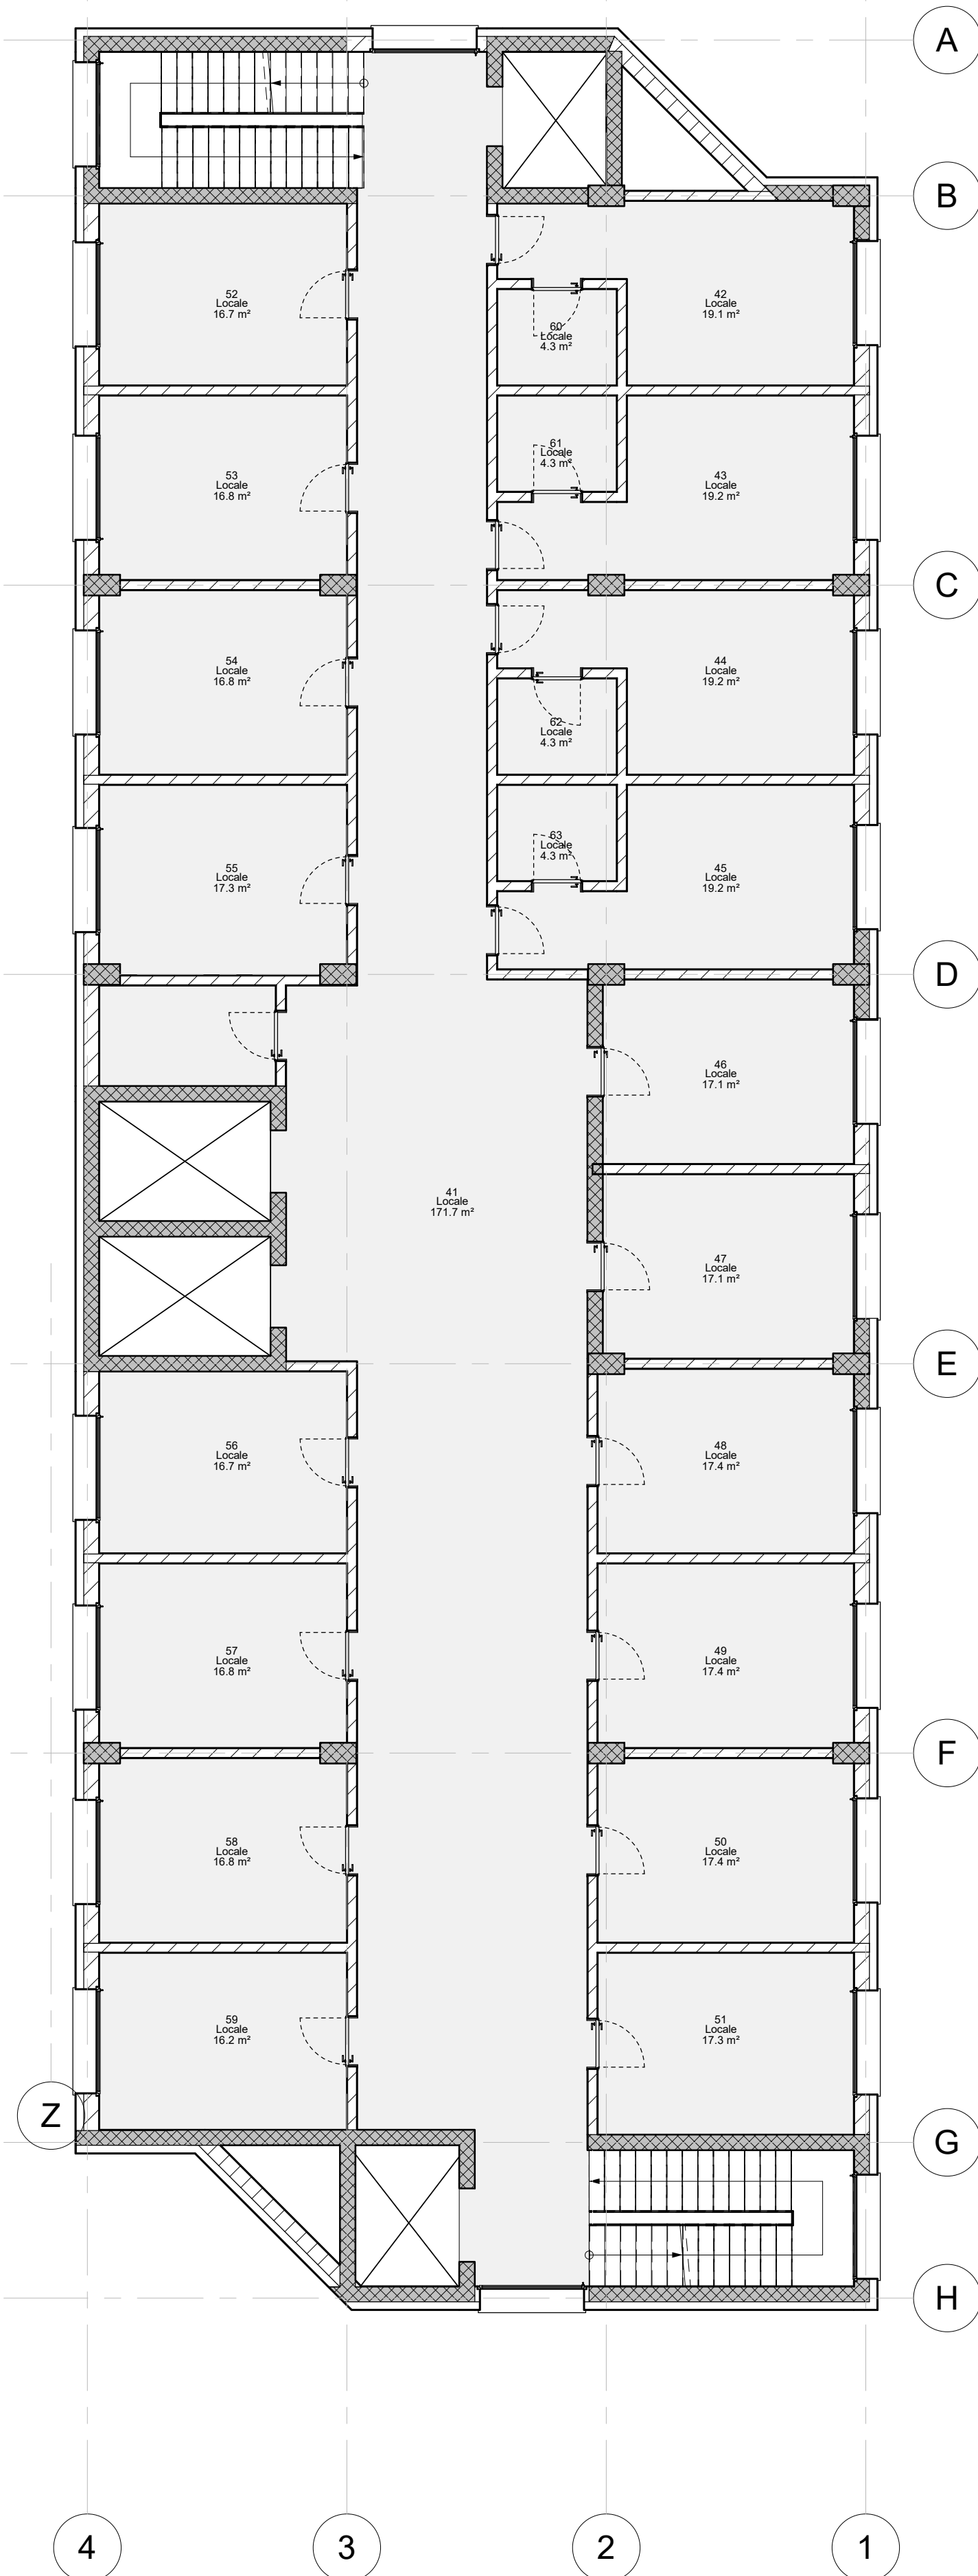 A
B
52
Locale
16.7 m²
42
Locale
19.1 m²
60
Locale
4.3 m²
61
Locale
4.3 m²
53
Locale
16.8 m²
43
Locale
19.2 m²
C
54
Locale
16.8 m²
44
Locale
19.2 m²
62
Locale
4.3 m²
63
Locale
4.3 m²
55
Locale
17.3 m²
45
Locale
19.2 m²
D
46
Locale
17.1 m²
41
Locale
171.7 m²
47
Locale
17.1 m²
E
56
Locale
16.7 m²
48
Locale
17.4 m²
57
Locale
16.8 m²
49
Locale
17.4 m²
F
58
Locale
16.8 m²
50
Locale
17.4 m²
59
Locale
16.2 m²
51
Locale
17.3 m²
Z
G
H
4
3
2
1